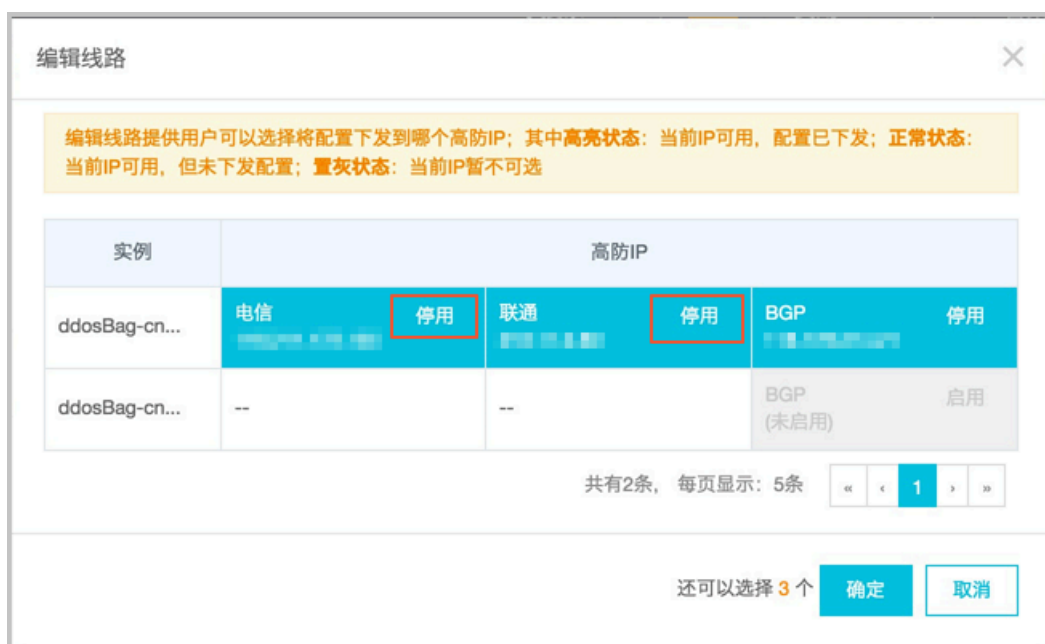 编辑线路
编辑线路提供用户可以选择将配置下发到哪个高防IP；其中高亮状态：当前IP可用，配置已下发；正常状态：
当前IP可用，但未下发配置；置灰状态：当前IP暂不可选
实例 高防IP
ddosBag-cn... 电信 停用 联通 停用 BGP 停用
ddosBag-cn... -- -- BGP 启用
(未启用)
共有2条， 每页显示：5条 « ‹ 1 › »
还可以选择 3 个 确定 取消